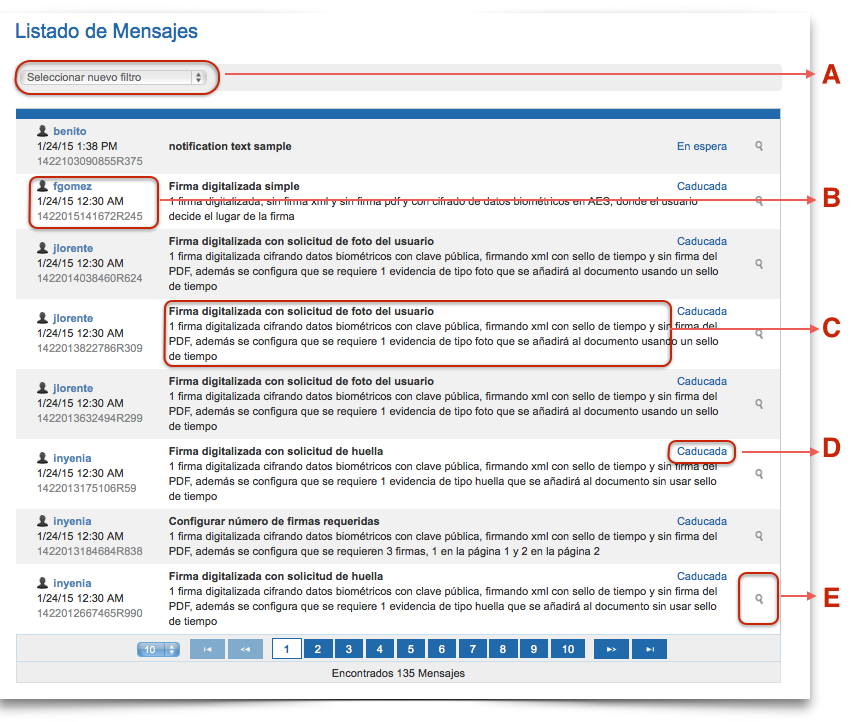 Listado de Mensajes
Seleccionar nuevo filtro
A
benito
1/24/15 1:38 PM
notification text sample
En espera
1422103090855R375
fgomez
Firma digitalizada simple
Caducada
1/24/15 12:30 AM
1 firma digitalizada, sin firma xml y sin firma pdf y con cifrado de datos biométricos en AES, donde el usuario
B
1422015141672R245
decide el lugar de la firma
jlorente
Firma digitalizada con solicitud de foto del usuario
Caducada
1/24/15 12:30 AM
1 firma digitalizada cifrando datos biométricos con clave pública, firmando xml con sello de tiempo y sin firma del
1422014038460R624
PDF, además se configura que se requiere 1 evidencia de tipo foto que se añadirá al documento usando un sello
de tiempo
jlorente
Firma digitalizada con solicitud de foto del usuario
Caducada
1/24/15 12:30 AM
1 firma digitalizada cifrando datos biométricos con clave pública, firmando xml con sello de tiempo y sin firma del
C
1422013822786R309
PDF, además se configura que se requiere 1 evidencia de tipo foto que se añadirá al documento usando un sello
de tiempo
jlorente
Firma digitalizada con solicitud de foto del usuario
Caducada
1/24/15 12:30 AM
1 firma digitalizada cifrando datos biométricos con clave pública, firmando xml con sello de tiempo y sin firma del
1422013632494R299
PDF, además se configura que se requiere 1 evidencia de tipo foto que se añadirá al documento usando un sello
de tiempo
inyenia
Firma digitalizada con solicitud de huella
Caducada
D
1/24/15 12:30 AM
1 firma digitalizada cifrando datos biométricos con clave pública, firmando xml con sello de tiempo y sin firma del
1422013175106R59
PDF, además se configura que se requiere 1 evidencia de tipo huella que se añadirá al documento sin usar sello
de tiempo
inyenia
Configurar número de firmas requeridas
Caducada
1/24/15 12:30 AM
1 firma digitalizada cifrando datos biométricos con clave pública, firmando xml con sello de tiempo y sin firma del
1422013184684R838
PDF, además se configura que se requieren 3 firmas, 1 en la página 1 y 2 en la página 2
inyenia
Firma digitalizada con solicitud de huella
Caducada
1/24/15 12:30 AM
1 firma digitalizada cifrando datos biométricos con clave pública, firmando xml con sello de tiempo y sin firma del
E
1422012667465R990
PDF, además se configura que se requiere 1 evidencia de tipo huella que se añadirá al documento sin usar sello
de tiempo
10 1 2 3 4 5 6 7 8 9 10
Encontrados 135 Mensajes